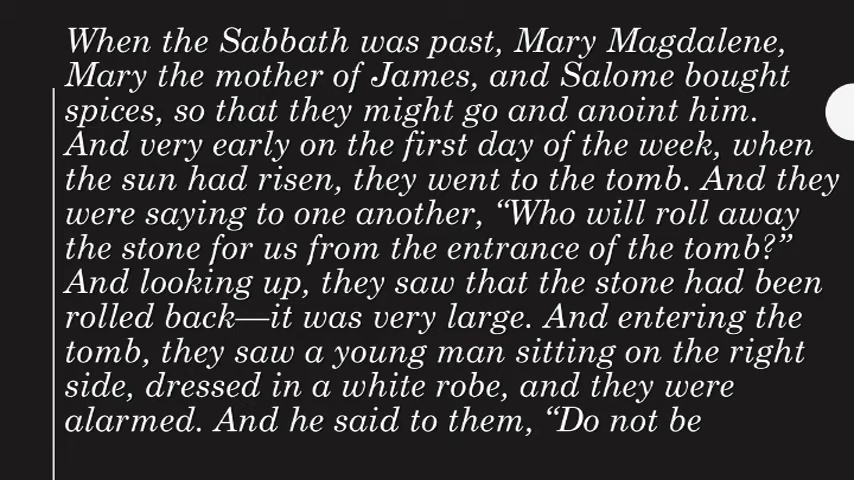 When the Sabbath was past, Mary Magdalene,
Mary the mother of James, and Salome bought
spices, so that they might go and anoint him.
And very early on the first day of the week, when
the sun had risen, they went to the tomb. And they
were saying to one another, “Who will roll away
the stone for us from the entrance of the tomb?”
And looking up, they saw that the stone had been
rolled back—it was very large. And entering the
tomb, they saw a young man sitting on the right
side, dressed in a white robe, and they were
alarmed. And he said to them, “Do not be